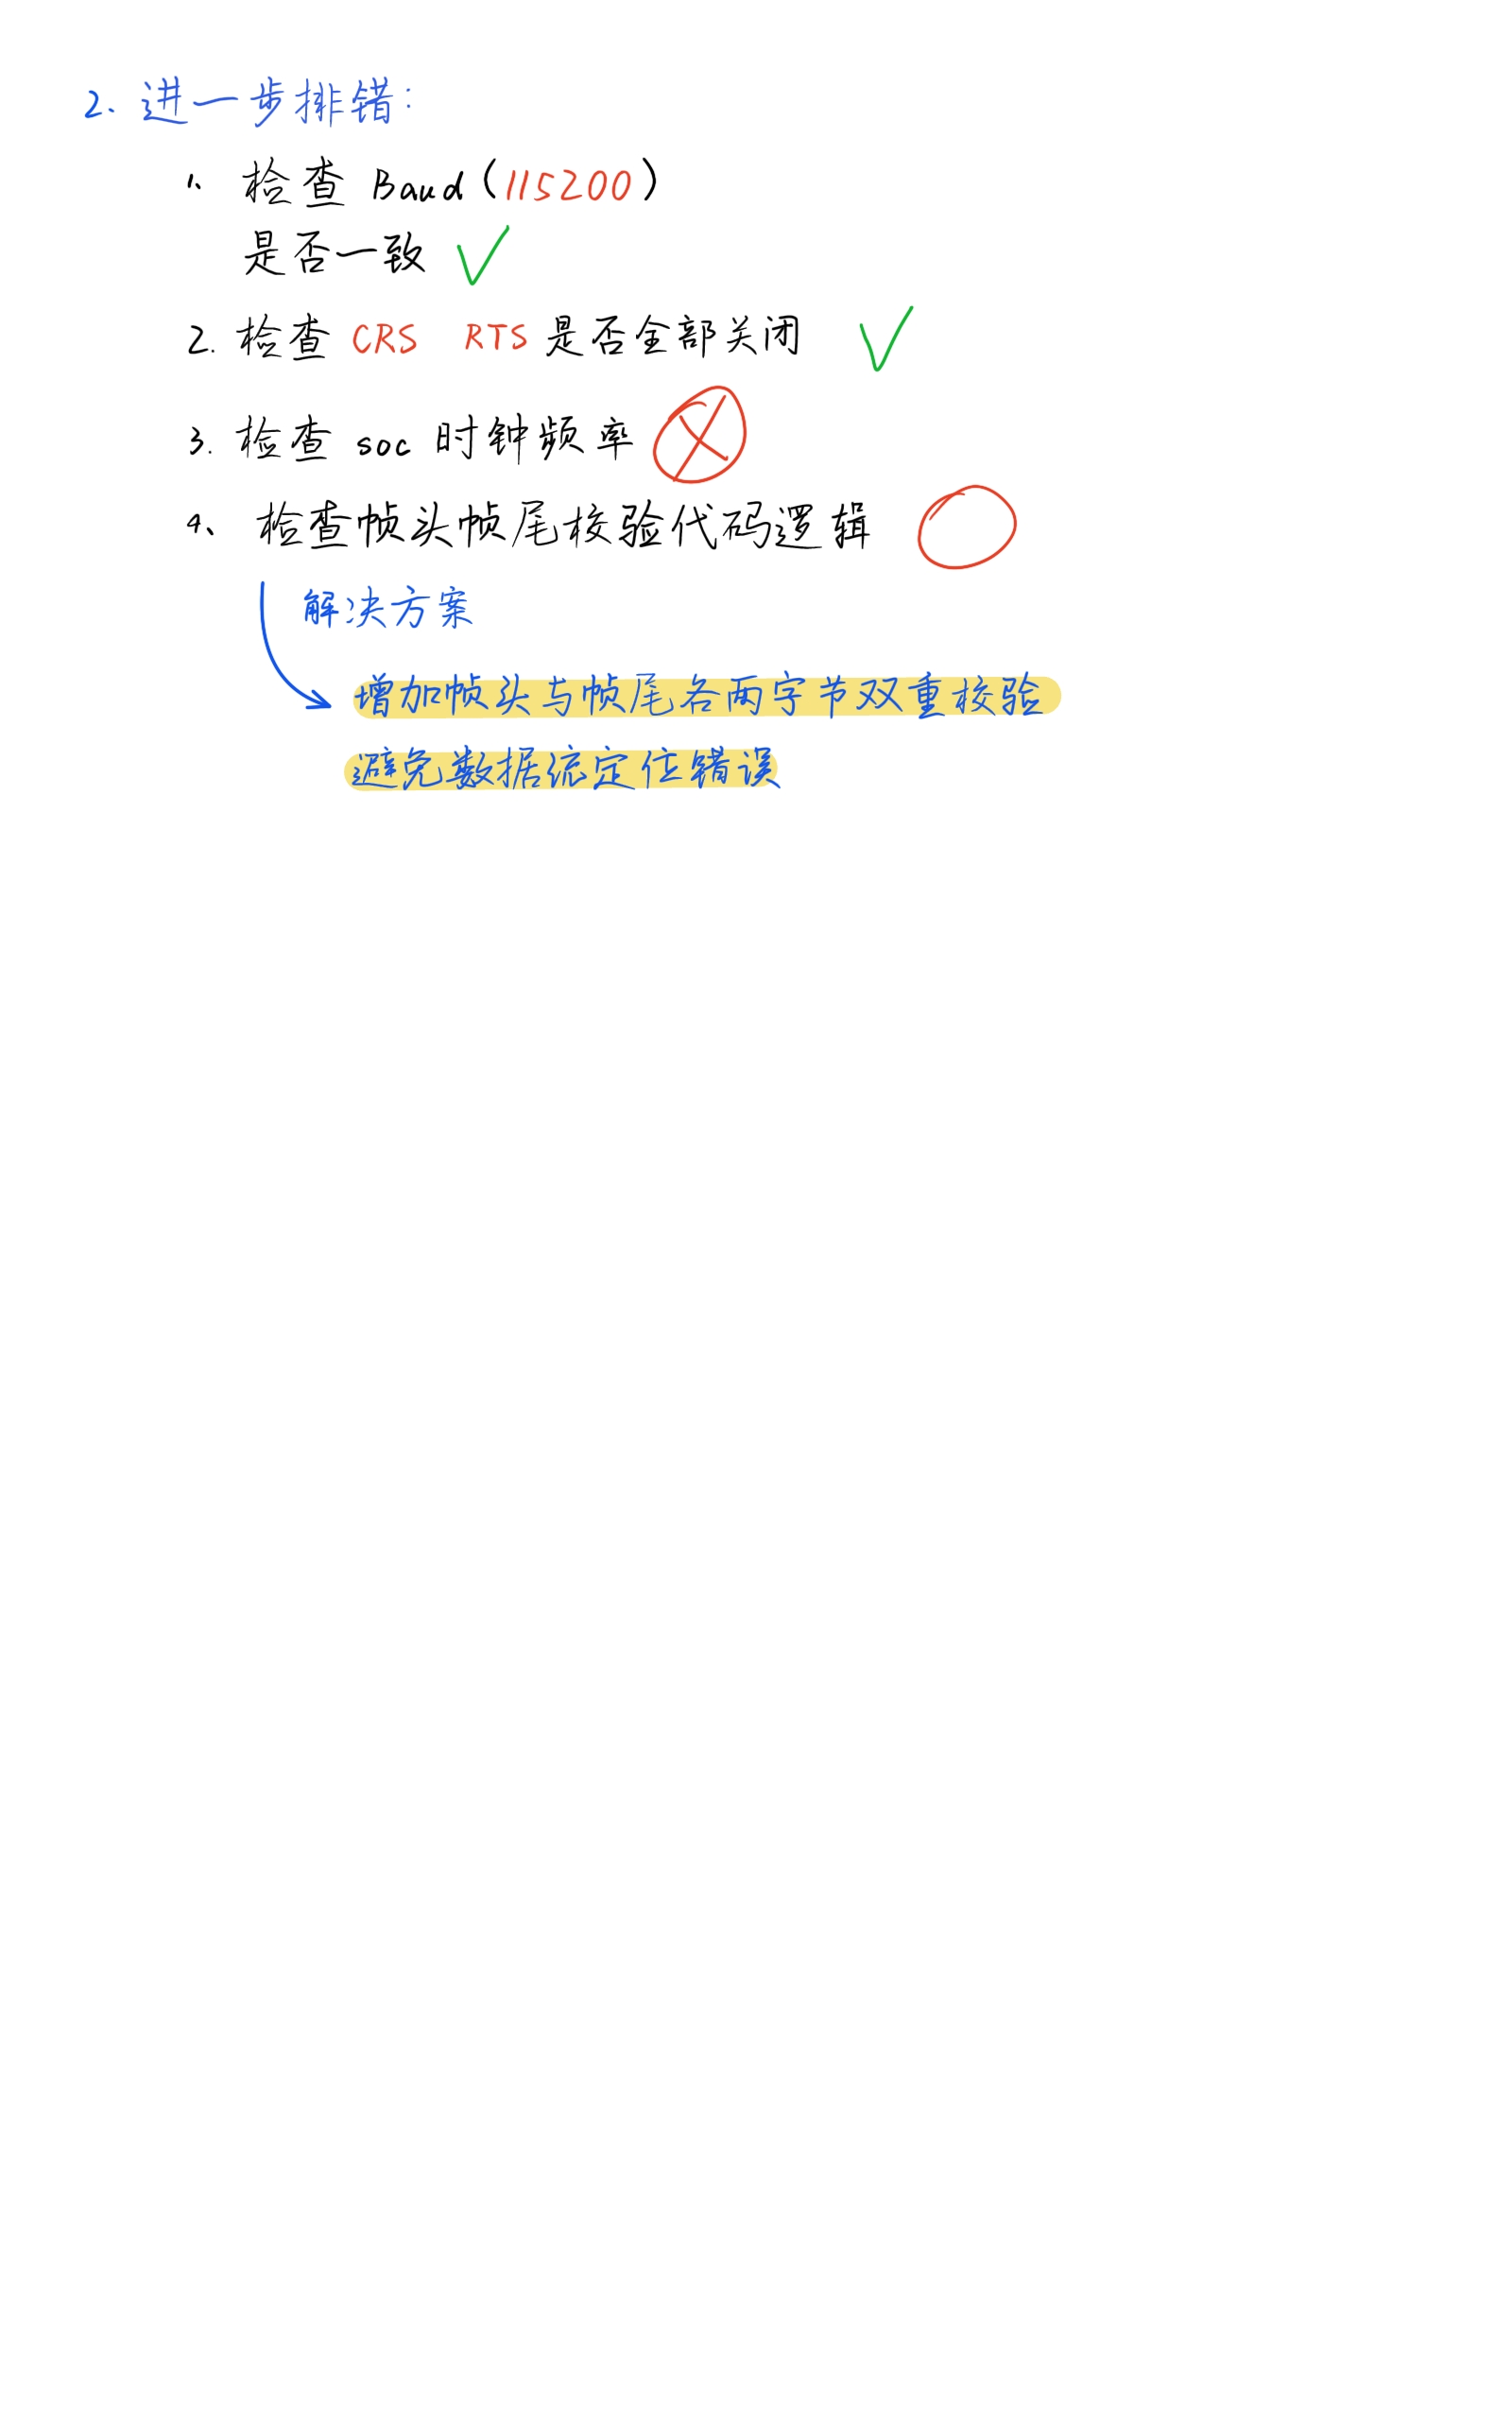 2. 进一步排错:
1、 检查 Baud (115200)
是否一致
2. 检查 CRS RTS 是否全部关闭
3. 检查 soc 时钟频率
4、 检查帧头帧尾校验代码逻辑
解决方案
增加帧头与帧尾各两字节双重校验
避免数据流定位错误